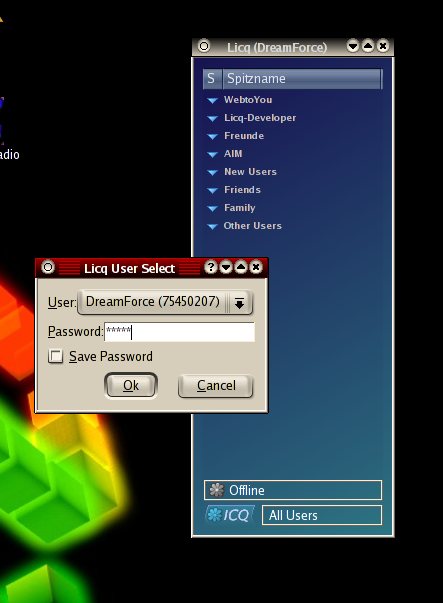 Licq (DreamForce)
S Spitzname
WebtoYou
Licq-Developer
Freunde
AIM
New Users
Friends
Family
Other Users
adio
Licq User Select
?
User: DreamForce (75450207)
Password: *****
Save Password
Ok Cancel
Offline
ICQ All Users